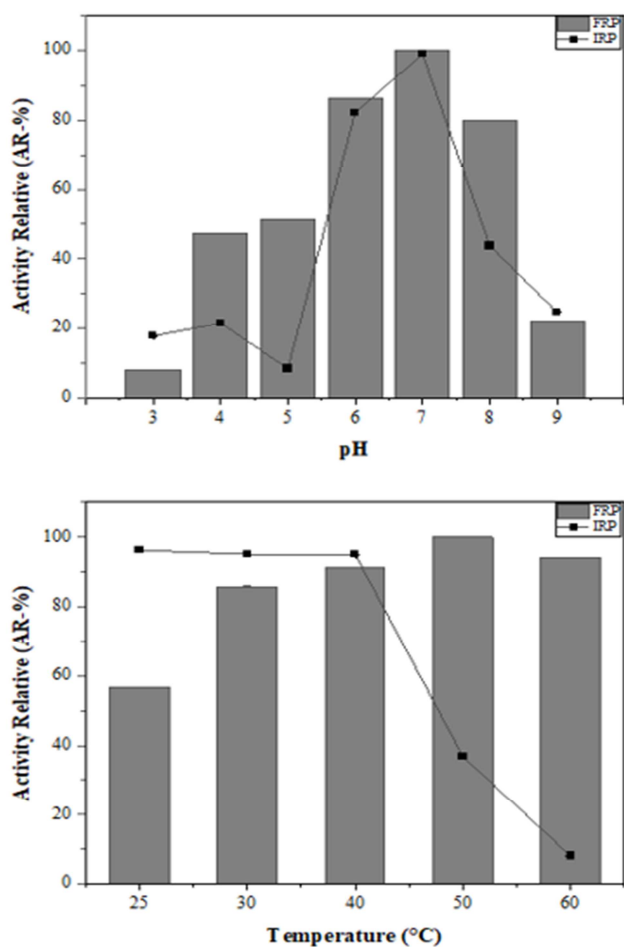 FRP
IRP
Activity Relative (AR-%)
100
80
60
40
20
0
3 4 5 6 7 8 9
pH
FRP
IRP
Activity Relative (AR-%)
100
80
60
40
20
0
25 30 40 50 60
Temperature (°C)